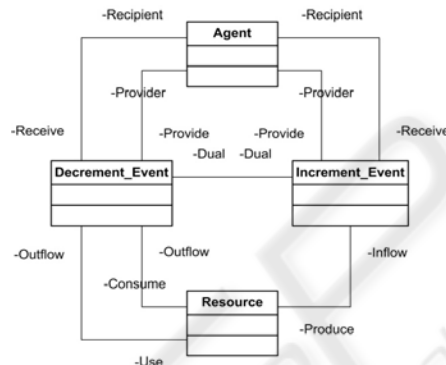 -Recipient
-Recipient
Agent
-Provider
-Provider
-Receive
-Provide
-Provide
-Receive
-Dual
-Dual
Decrement_Event
Increment_Event
-Outflow
-Outflow
-Inflow
-Consume
Resource
-Produce
-Use